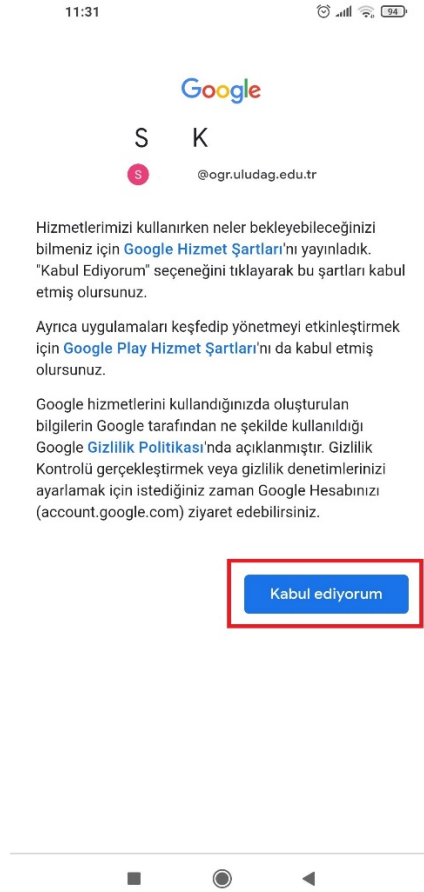 11:31
94
Google
S K
S
@ogr.uludag.edu.tr
Hizmetlerimizi kullanırken neler bekleyebileceğinizi
bilmeniz için Google Hizmet Şartları'nı yayınladık.
"Kabul Ediyorum" seçeneğini tıklayarak bu şartları kabul
etmiş olursunuz.
Ayrıca uygulamaları keşfedip yönetmeyi etkinleştirmek
için Google Play Hizmet Şartları'nı da kabul etmiş
olursunuz.
Google hizmetlerini kullandığınızda oluşturulan
bilgilerin Google tarafından ne şekilde kullanıldığı
Google Gizlilik Politikası'nda açıklanmıştır. Gizlilik
Kontrolü gerçekleştirmek veya gizlilik denetimlerinizi
ayarlamak için istediğiniz zaman Google Hesabınızı
(account.google.com) ziyaret edebilirsiniz.
Kabul ediyorum